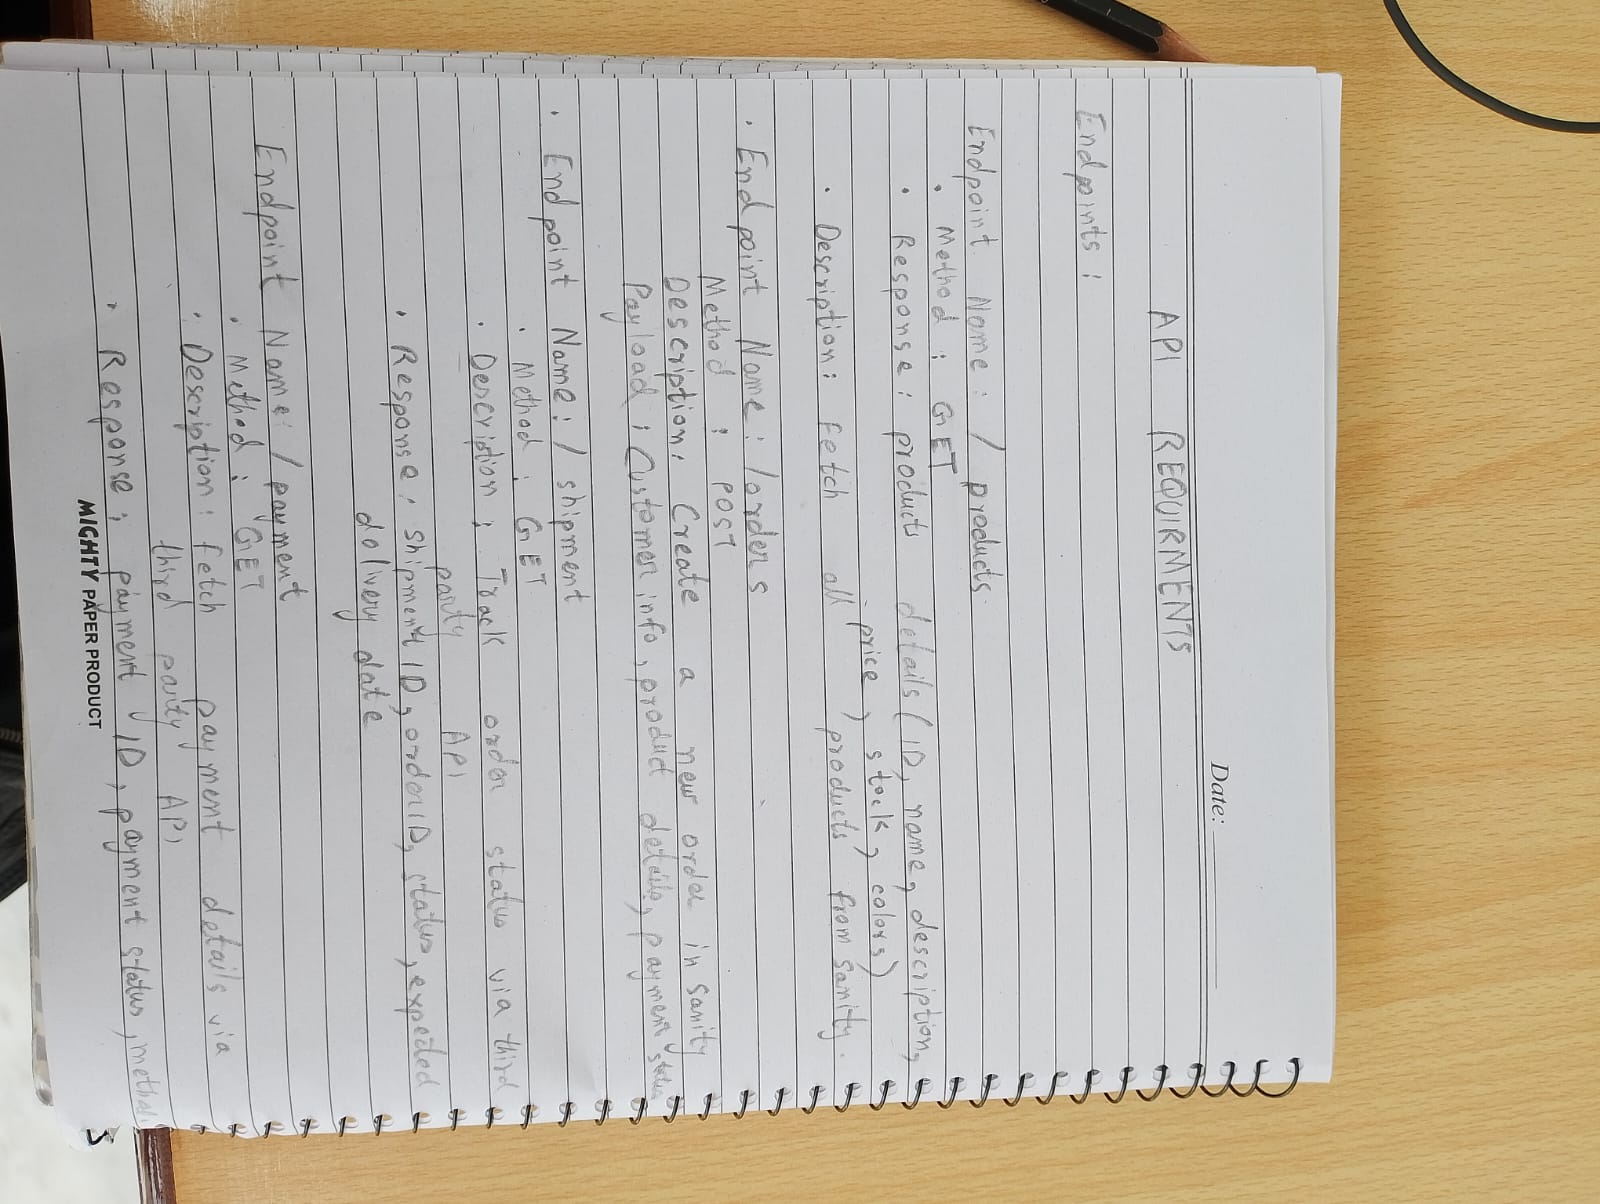 Date:
API REQUIRMENTS
Endpoints :
Endpoint Name : / products
• Method : GET
• Response : products details ( ID, name, description,
price , stock , colors )
• Description : Fetch all products from Sanity .
• Endpoint Name : /orders
Method : POST
Description : Create a new order in Sanity
Payload : Customer info , product details , payment status
• Endpoint Name : / shipment
• Method : GET
• Description : Track order status via third
party API
• Response : shipment ID , orderID, status , expected
delivery date
Endpoint Name : / payment
• Method : GET
• Description : fetch payment details via
third party API
• Response : payment ID , payment status , method
MIGHTY PAPER PRODUCT